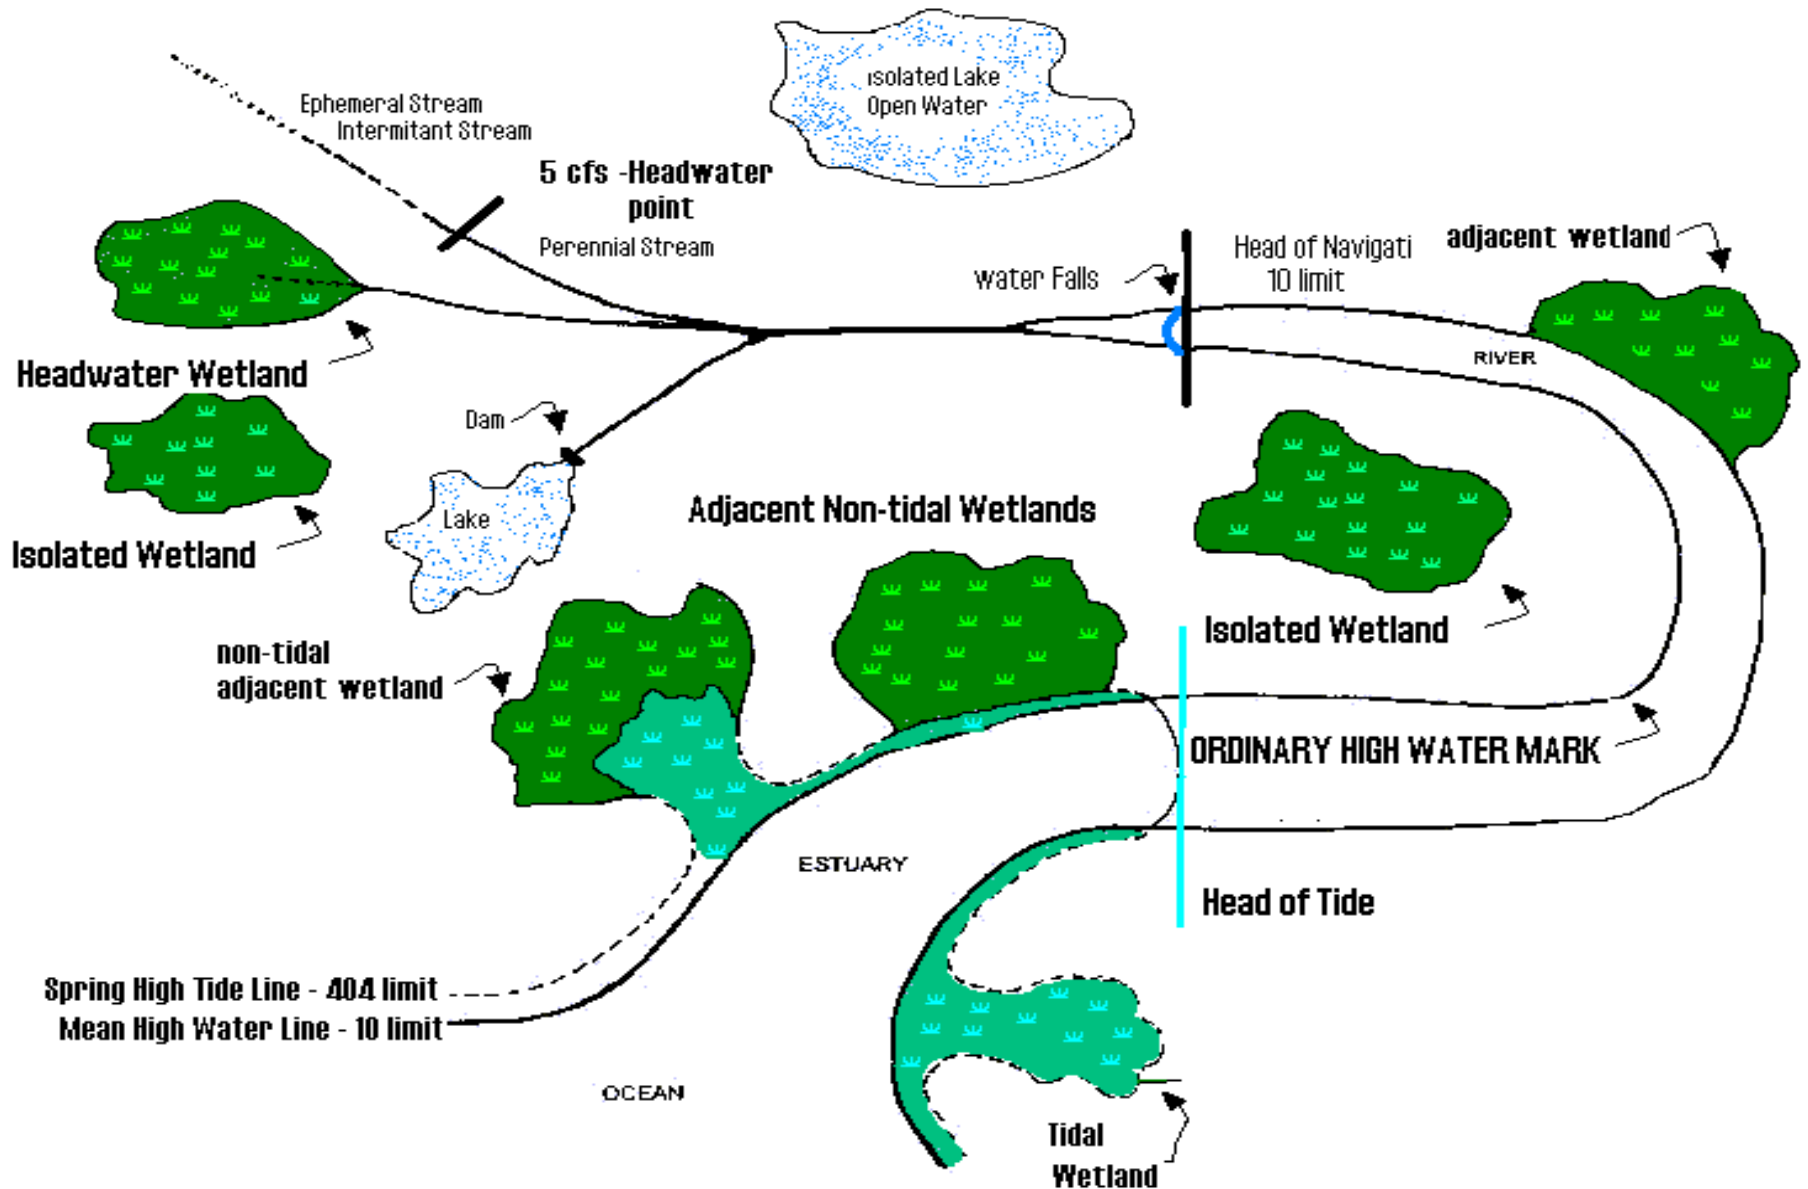 Isolated Lake
Open Water
Ephemeral Stream
Intermitant Stream
5 cfs -Headwater
point
Perennial Stream
water Falls
Head of Navigati
10 limit
adjacent wetland
RIVER
Headwater Wetland
Dam
Lake
Isolated Wetland
Adjacent Non-tidal Wetlands
Isolated Wetland
non-tidal
adjacent wetland
ORDINARY HIGH WATER MARK
ESTUARY
Head of Tide
Spring High Tide Line - 404 limit
Mean High Water Line - 10 limit
OCEAN
Tidal
Wetland